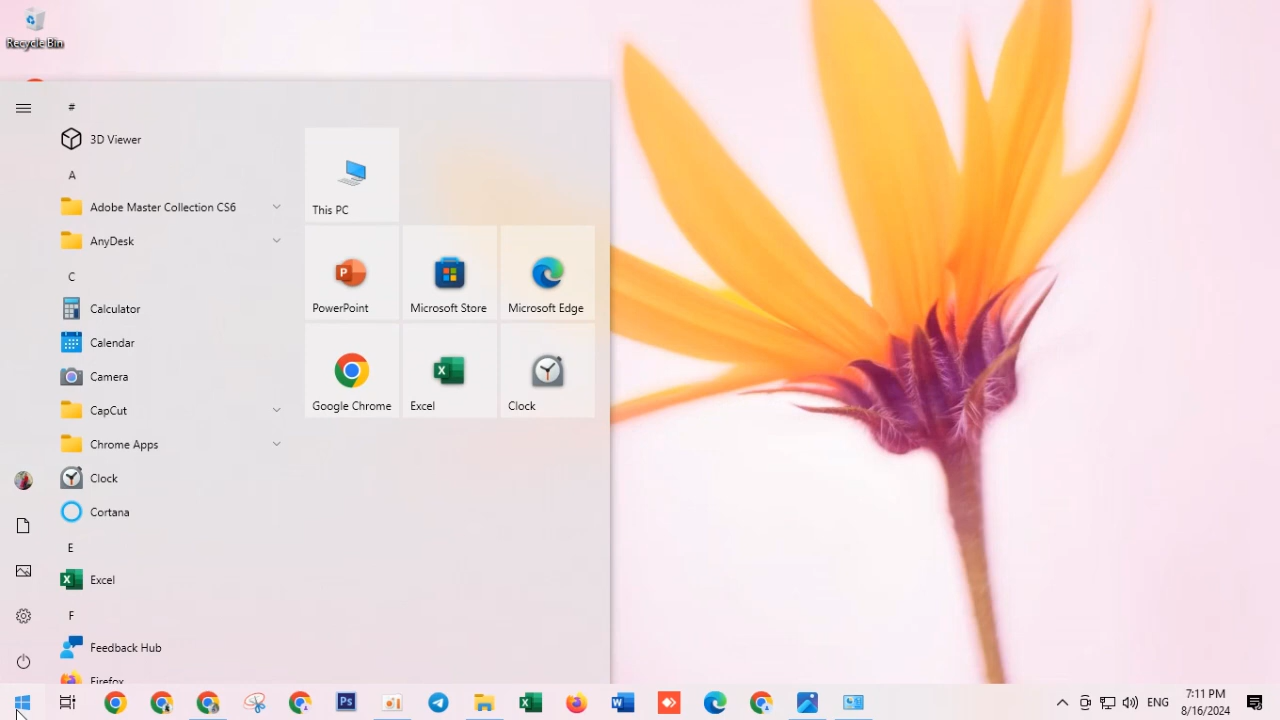 Recycle Bin
#
3D Viewer
A
Adobe Master Collection CS6
AnyDesk
C
Calculator
Calendar
Camera
CapCut
Chrome Apps
Clock
Cortana
E
Excel
F
Feedback Hub
Firefox
This PC
PowerPoint
Microsoft Store
Microsoft Edge
Google Chrome
Excel
Clock
ENG
7:11 PM
8/16/2024